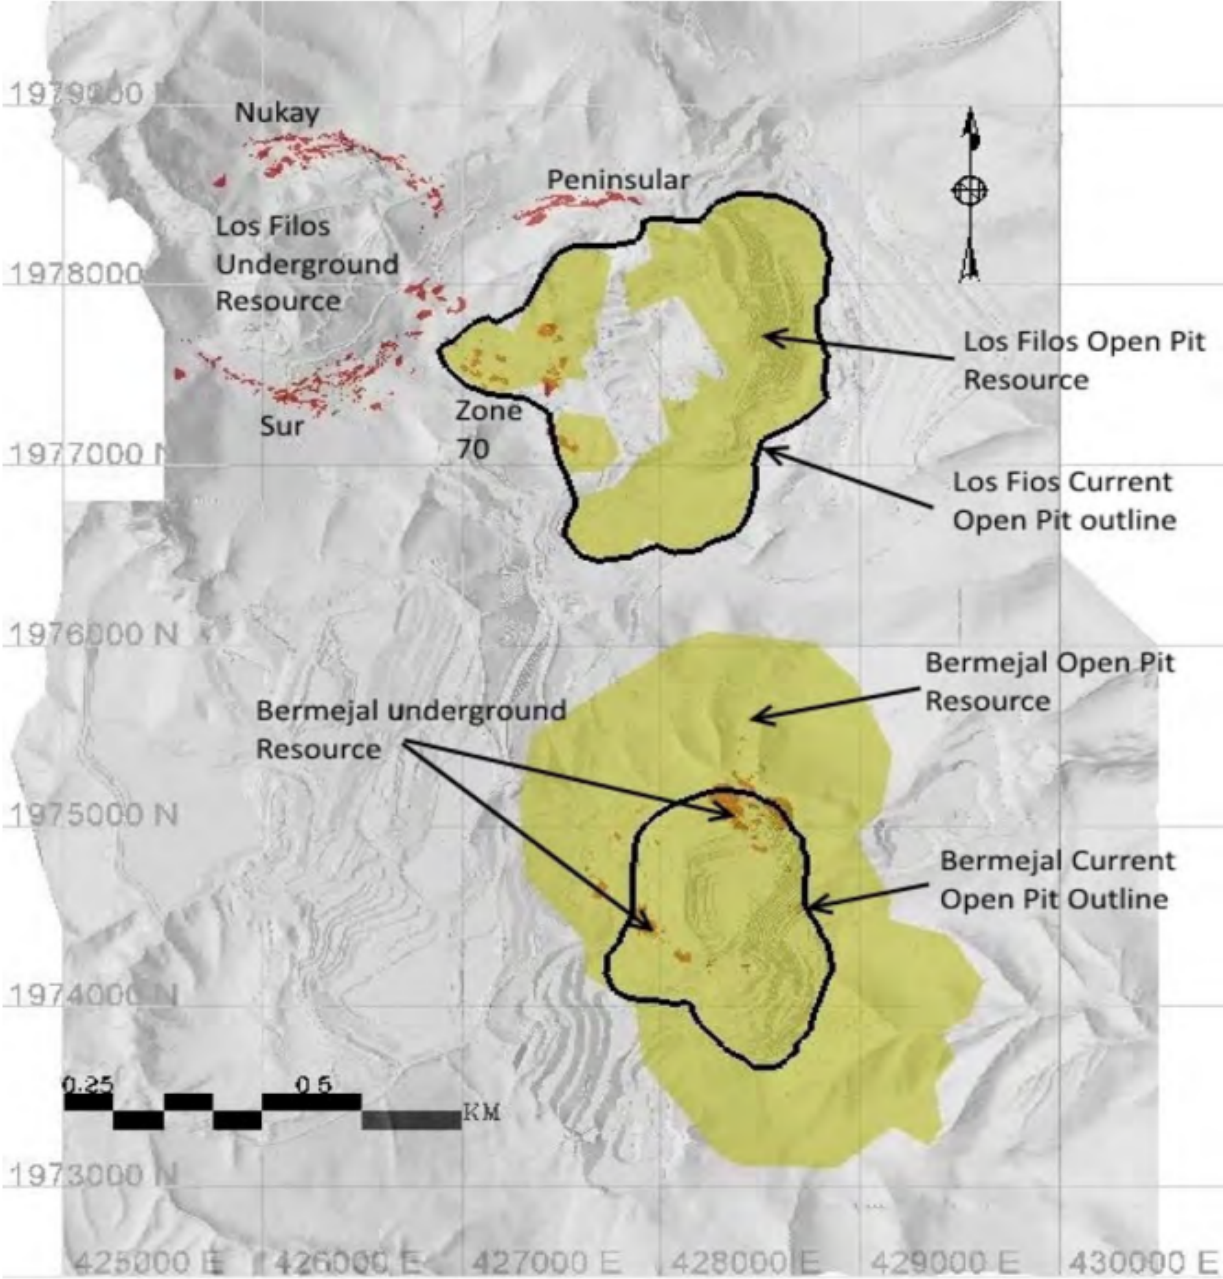 1979000 N
Nukay
Peninsular
Los Filos
Underground
Resource
1978000 N
Los Filos Open Pit
Resource
Zone
70
Sur
1977000 N
Los Fios Current
Open Pit outline
1976000 N
Bermejal Open Pit
Resource
Bermejal underground
Resource
1975000 N
Bermejal Current
Open Pit Outline
1974000 N
0.25
0 5
KM
1973000 N
425000 E
426000 E
427000 E
428000 E
429000 E
430000 E